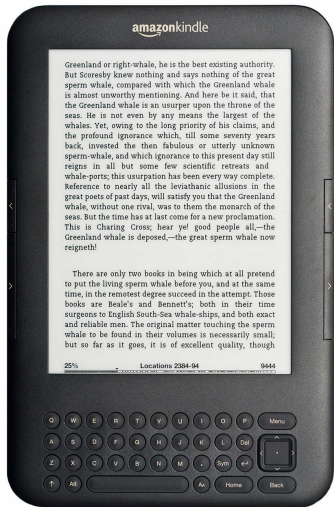 amazonkindle
Greenland or right-whale, he is the best existing authority.
But Scoresby knew nothing and says nothing of the great
sperm whale, compared with which the Greenland whale
is almost unworthy mentioning. And here be it said, that
the Greenland whale is an usurper upon the throne of the
seas. He is not even by any means the largest of the
whales. Yet, owing to the long priority of his claims, and
the profound ignorance which, till some seventy years
back, invested the then fabulous or utterly unknown
sperm-whale, and which ignorance to this present day still
reigns in all but some few scientific retreats and
whale-ports; this usurpation has been every way complete.
Reference to nearly all the leviathanic allusions in the
great poets of past days, will satisfy you that the Greenland
whale, without one rival, was to them the monarch of the
seas. But the time has at last come for a new proclamation.
This is Charing Cross; hear ye! good people all,—the
Greenland whale is deposed,—the great sperm whale now
reigneth!
There are only two books in being which at all pretend
to put the living sperm whale before you, and at the same
time, in the remotest degree succeed in the attempt. Those
books are Beale's and Bennett's; both in their time
surgeons to English South-Sea whale-ships, and both exact
and reliable men. The original matter touching the sperm
whale to be found in their volumes is necessarily small;
but so far as it goes, it is of excellent quality, though
25% Locations 2384-94 9444
Q W E R T Y U I O P Menu
A S D F G H J K L Del
Z X C V B N M . Sym
Alt Aa Home Back